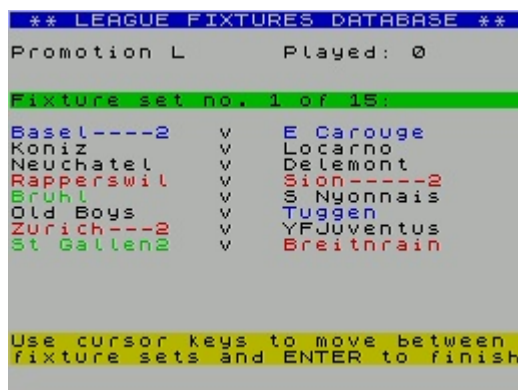 ** LEAGUE FIXTURES DATABASE **
Promotion L Played: 0
Fixture set no. 1 of 15:
Basel----2 v E Carouge
Koniz v Locarno
Neuchatel v Delemont
Rapperswil v Sion-----2
Bruhl v S Nyonnais
Old Boys v Tuggen
Zurich---2 v YFJuventus
St Gallen2 v Breitnrain
Use cursor keys to move between
fixture sets and ENTER to finish